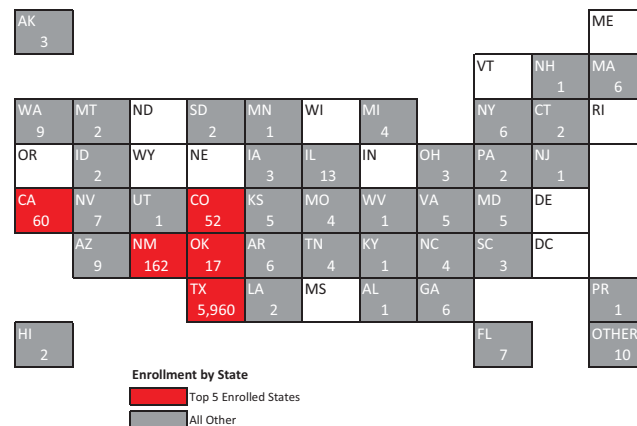 AK ME
3
VT NH MA
1 6
WA MT ND SD MN WI MI NY CT RI
9 2 2 1 4 6 2
OR ID WY NE IA IL IN OH PA NJ
2 3 13 3 2 1
CA NV UT CO KS MO WV VA MD DE
60 7 1 52 5 4 1 5 5
AZ NM OK AR TN KY NC SC DC
9 162 17 6 4 1 4 3
TX LA MS AL GA PR
5,960 2 1 6 1
HI FL OTHER
2 7 10
Enrollment by State
Top 5 Enrolled States
All Other